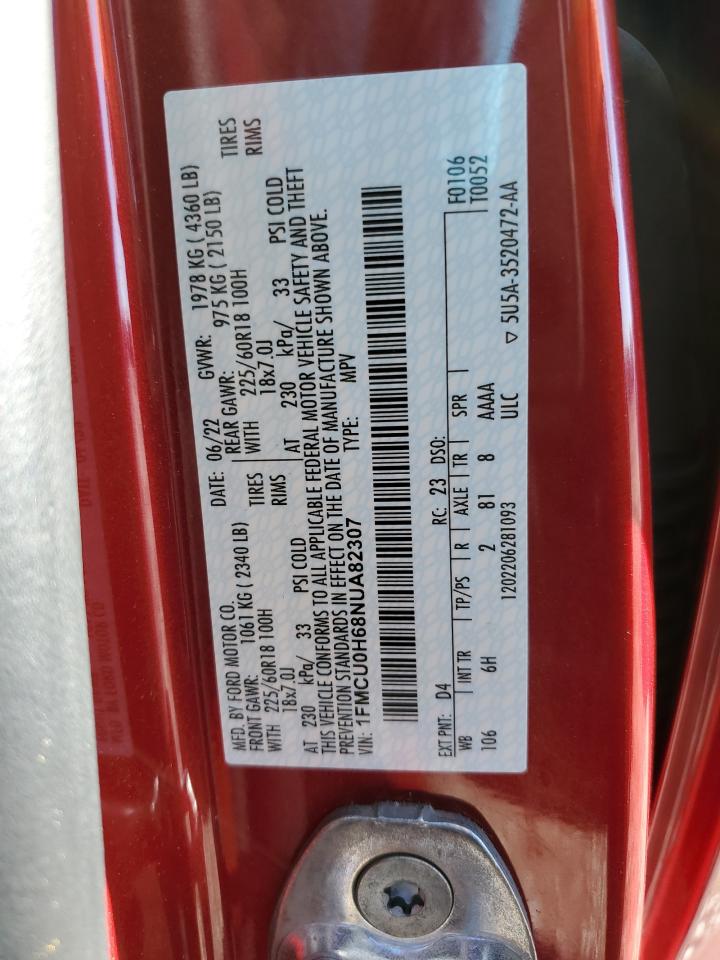 MFD. BY FORD MOTOR CO. DATE: 06/22 GVWR: 1978 KG ( 4360 LB)
FRONT GAWR: 1061 KG ( 2340 LB) REAR GAWR: 975 KG ( 2150 LB)
WITH 225/60R18 100H TIRES WITH 225/60R18 100H TIRES
18x7.0J RIMS 18x7.0J RIMS
AT 230 kPa/ 33 PSI COLD AT 230 kPa/ 33 PSI COLD
THIS VEHICLE CONFORMS TO ALL APPLICABLE FEDERAL MOTOR VEHICLE SAFETY AND THEFT
PREVENTION STANDARDS IN EFFECT ON THE DATE OF MANUFACTURE SHOWN ABOVE.
VIN: 1FMCU0H68NUA82307 TYPE: MPV
F0106
EXT PNT: D4 RC: 23 DSO: T0052
WB INT TR TP/PS R AXLE TR SPR
106 6H 2 81 8 AAAA
1202206281093 ULC ▽ 5U5A-3520472-AA